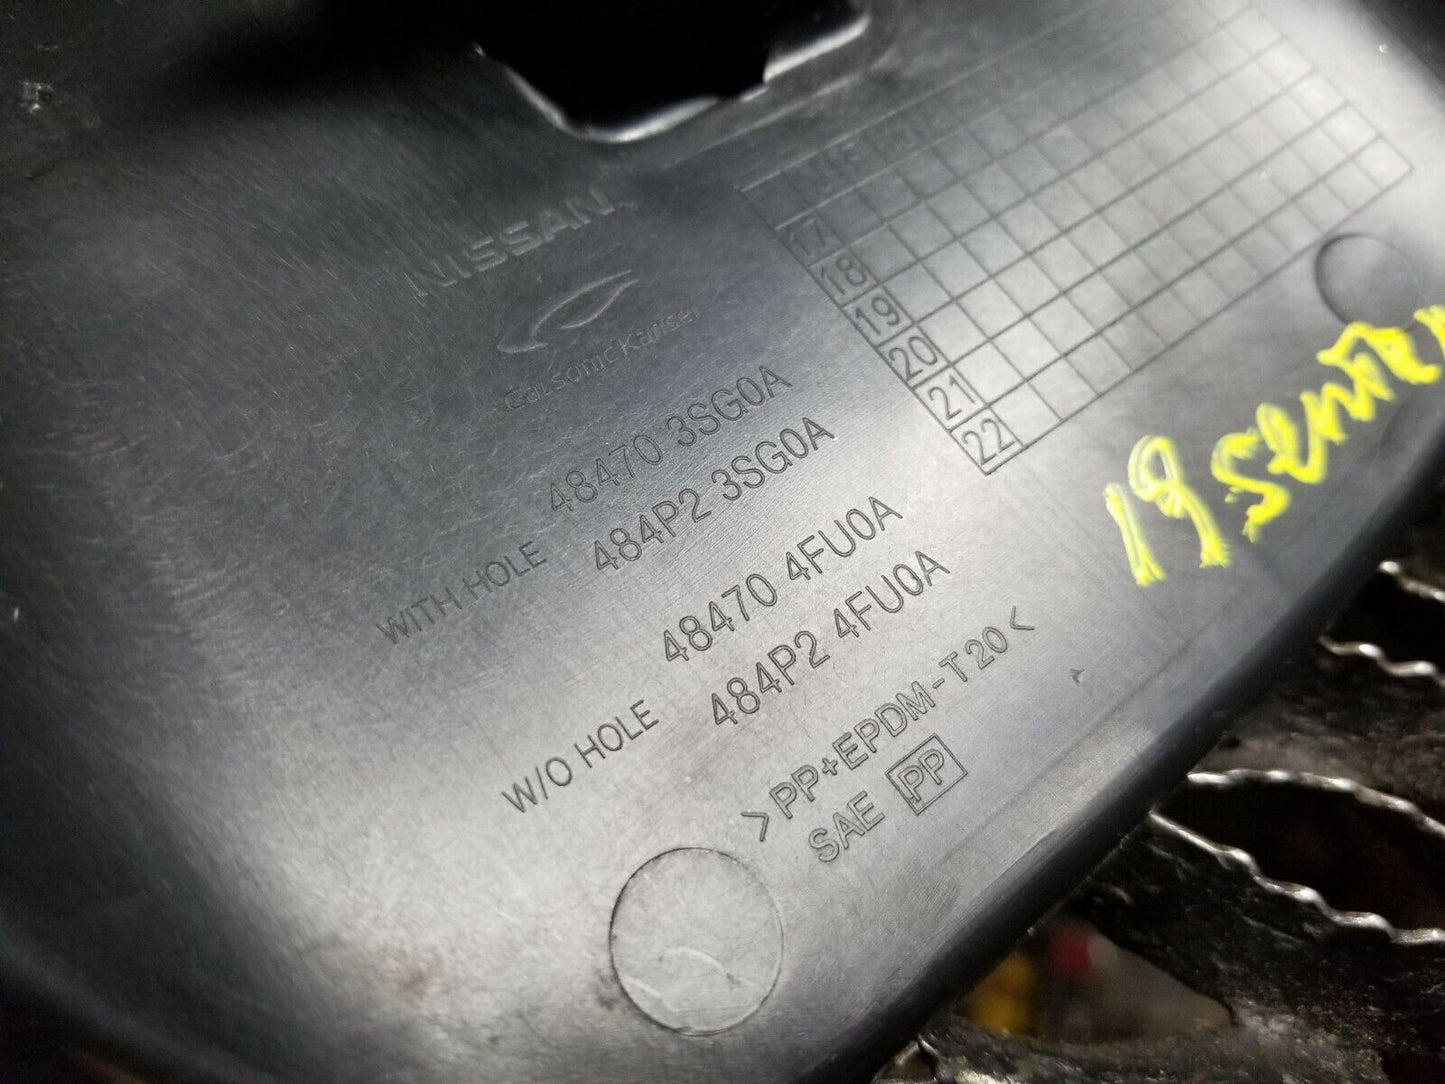 NISSAN
CalsonicKansei
48470 3SG0A
WITH HOLE 484P2 3SG0A
48470 4FU0A
W/O HOLE 484P2 4FU0A
>PP+EPDM-T20<
SAE PP
17
18
19
20
21
22
19 Sentra